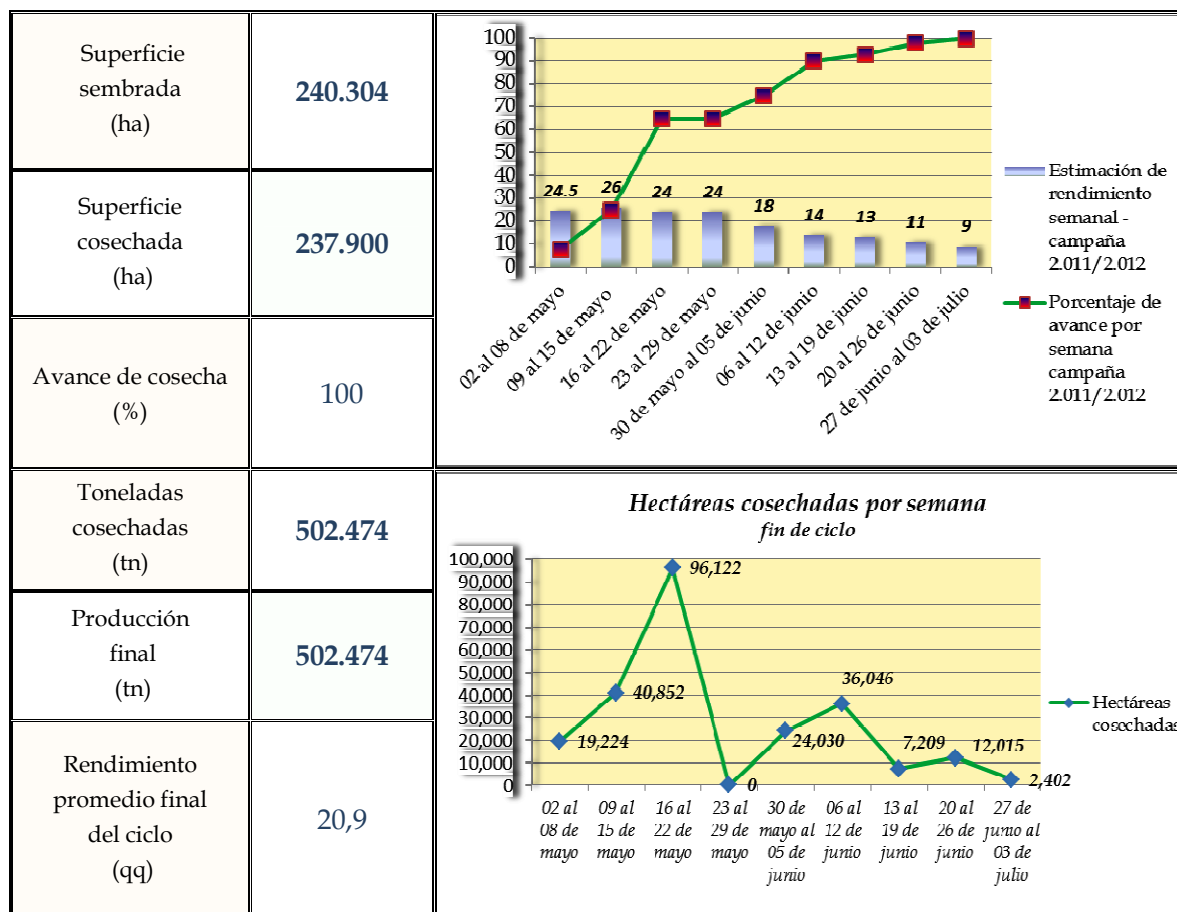 Superficie
sembrada
(ha)
240.304
Superficie
cosechada
(ha)
237.900
Avance de cosecha
(%)
100
Toneladas
cosechadas
(tn)
502.474
Producción
final
(tn)
502.474
Rendimiento
promedio final
del ciclo
(qq)
20,9
100
90
80
70
60
50
40
30
20
10
0
24.5
26
24
24
18
14
13
11
9
02 al 08 de mayo
09 al 15 de mayo
16 al 22 de mayo
23 al 29 de mayo
30 de mayo al 05 de junio
06 al 12 de junio
13 al 19 de junio
20 al 26 de junio
27 de junio al 03 de julio
Estimación de
rendimiento
semanal -
campaña
2.011/2.012
Porcentaje de
avance por
semana
campaña
2.011/2.012
Hectáreas cosechadas por semana
fin de ciclo
100,000
90,000
80,000
70,000
60,000
50,000
40,000
30,000
20,000
10,000
0
19,224
40,852
96,122
0
24,030
36,046
7,209
12,015
2,402
02 al
08 de
mayo
09 al
15 de
mayo
16 al
22 de
mayo
23 al
29 de
mayo
30 de
mayo al
05 de
junio
06 al
12 de
junio
13 al
19 de
junio
20 al
26 de
junio
27 de
junio al
03 de
julio
Hectáreas
cosechadas